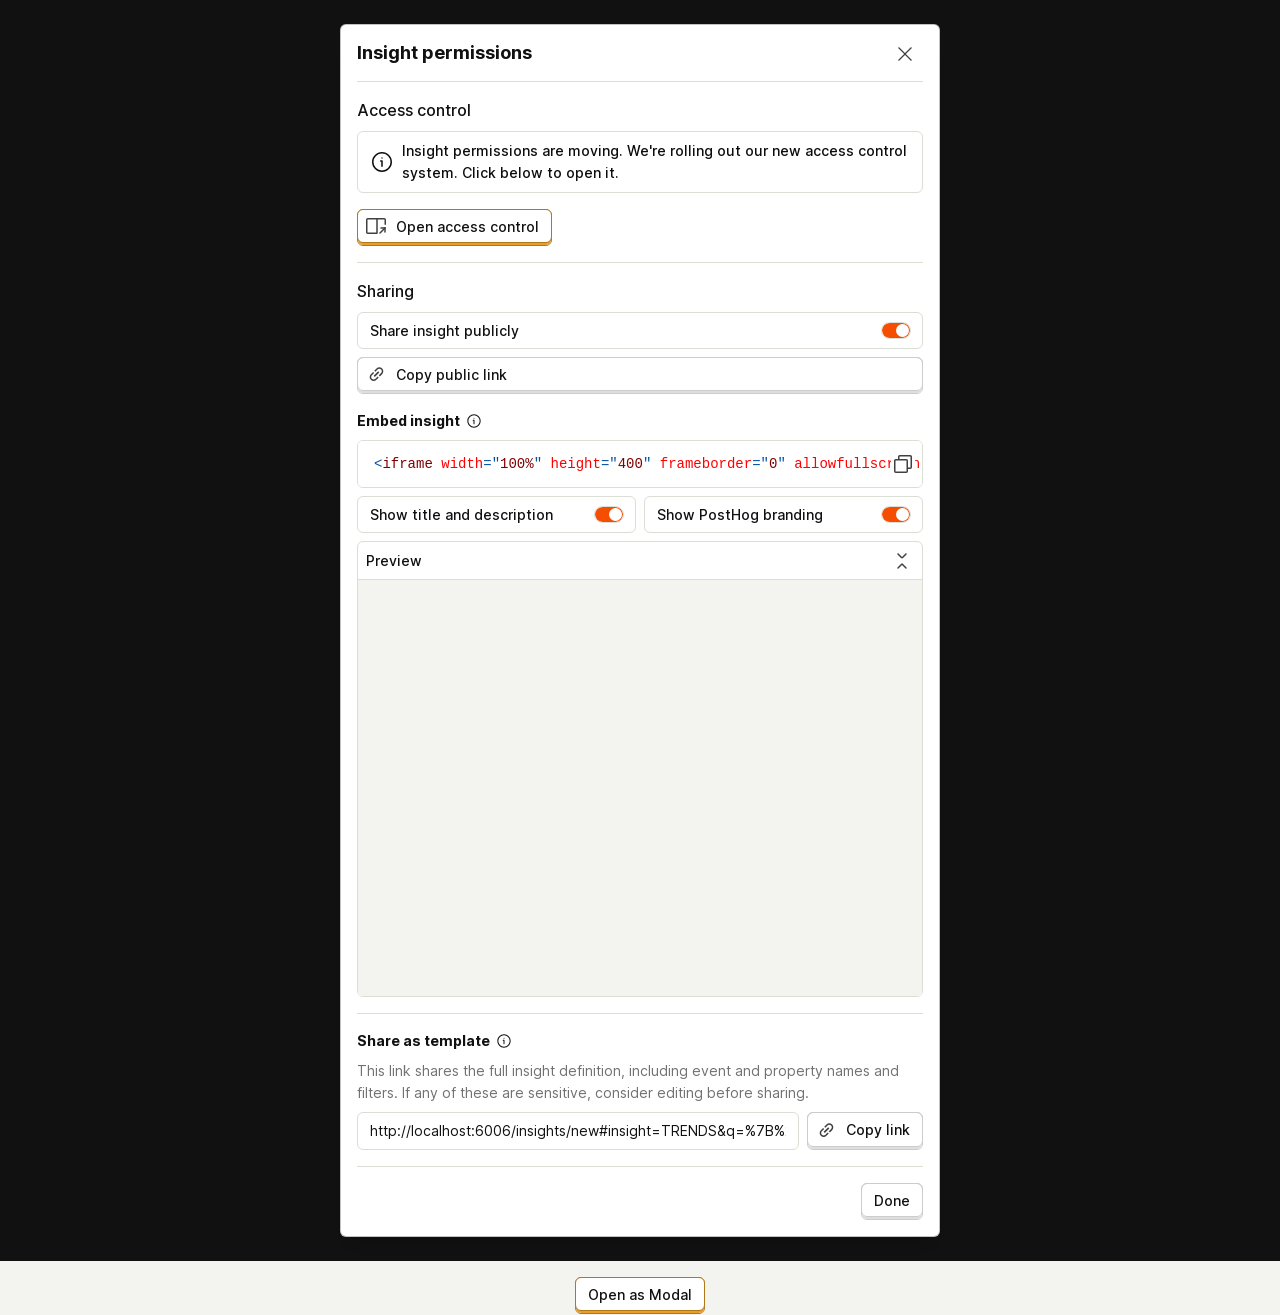 Insight permissions
Access control
Insight permissions are moving. We're rolling out our new access control
system. Click below to open it.
Open access control
Sharing
Share insight publicly
Copy public link
Embed insight
<iframe width="100%" height="400" frameborder="0" allowfullscr
Show title and description
Show PostHog branding
Preview
Share as template
This link shares the full insight definition, including event and property names and
filters. If any of these are sensitive, consider editing before sharing.
http://localhost:6006/insights/new#insight=TRENDS&q=%7B%
Copy link
Done
Open as Modal